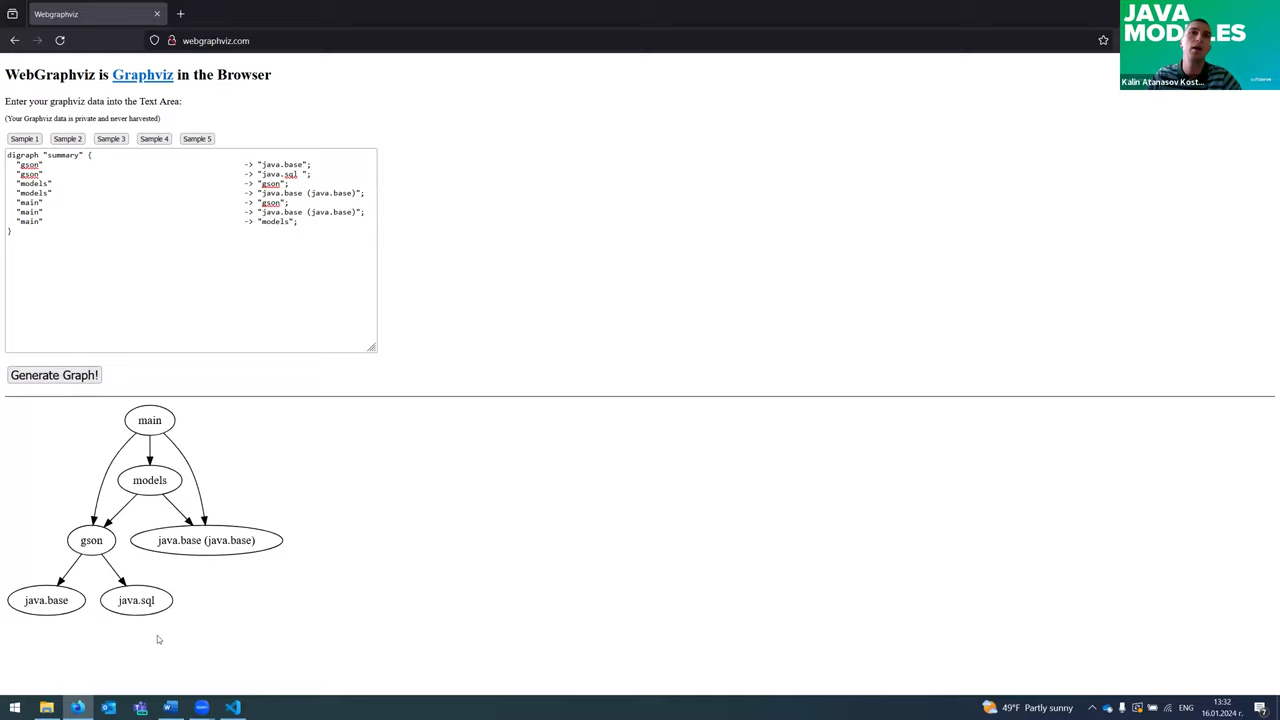 Webgraphviz
webgraphviz.com
JAVA
MODULES
Kalin Atanasov Kost...
softserve
WebGraphviz is Graphviz in the Browser
Enter your graphviz data into the Text Area:
(Your Graphviz data is private and never harvested)
Sample 1 Sample 2 Sample 3 Sample 4 Sample 5
digraph "summary" {
"gson" -> "java.base";
"gson" -> "java.sql ";
"models" -> "gson";
"models" -> "java.base (java.base)";
"main" -> "gson";
"main" -> "java.base (java.base)";
"main" -> "models";
}
Generate Graph!
main
models
gson java.base (java.base)
java.base java.sql
49°F Partly sunny ENG 13:32
16.01.2024 г.
7